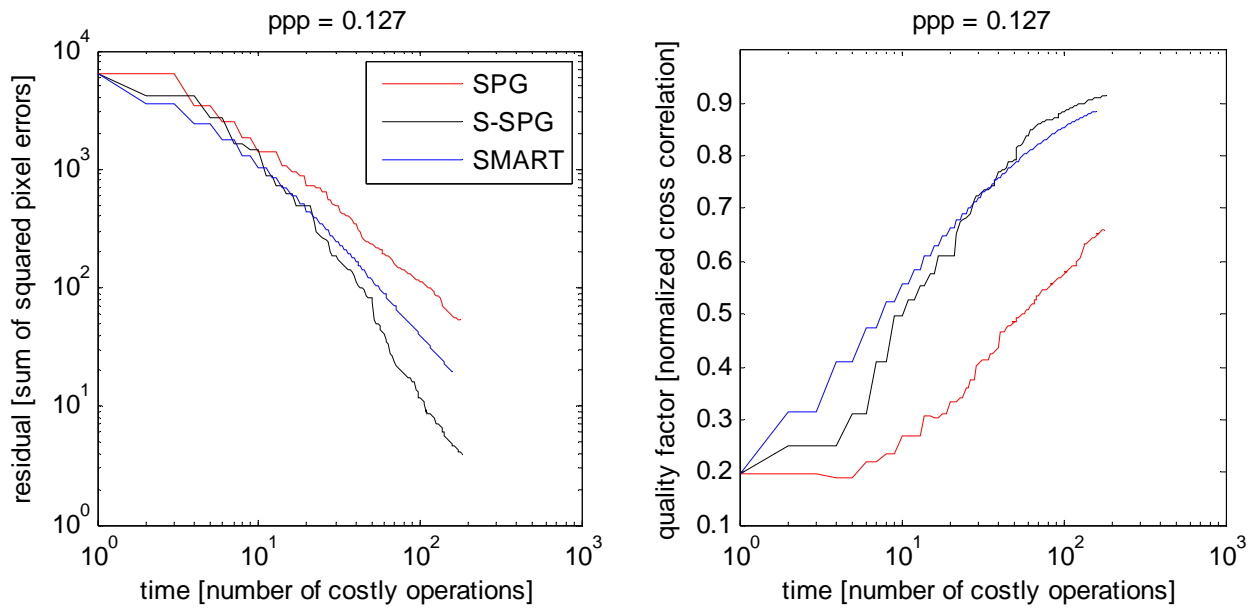 ppp = 0.127
residual [sum of squared pixel errors]
10^4
10^3
10^2
10^1
10^0
SPG
S-SPG
SMART
10^0 10^1 10^2 10^3
time [number of costly operations]
ppp = 0.127
quality factor [normalized cross correlation]
0.9
0.8
0.7
0.6
0.5
0.4
0.3
0.2
0.1
10^0 10^1 10^2 10^3
time [number of costly operations]